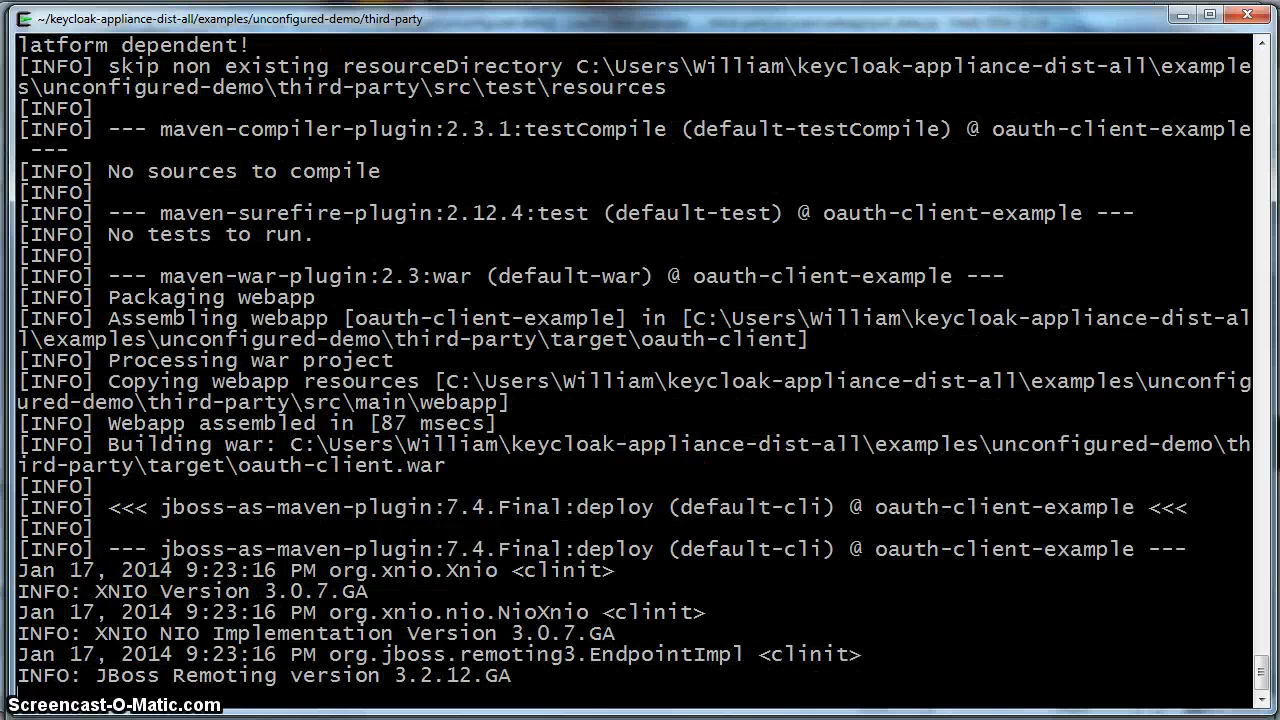 ~/keycloak-appliance-dist-all/examples/unconfigured-demo/third-party
latform dependent!
[INFO] skip non existing resourceDirectory C:\Users\William\keycloak-appliance-dist-all\example
s\unconfigured-demo\third-party\src\test\resources
[INFO]
[INFO] --- maven-compiler-plugin:2.3.1:testCompile (default-testCompile) @ oauth-client-example
 ---
[INFO] No sources to compile
[INFO]
[INFO] --- maven-surefire-plugin:2.12.4:test (default-test) @ oauth-client-example ---
[INFO] No tests to run.
[INFO]
[INFO] --- maven-war-plugin:2.3:war (default-war) @ oauth-client-example ---
[INFO] Packaging webapp
[INFO] Assembling webapp [oauth-client-example] in [C:\Users\William\keycloak-appliance-dist-al
l\examples\unconfigured-demo\third-party\target\oauth-client]
[INFO] Processing war project
[INFO] Copying webapp resources [C:\Users\William\keycloak-appliance-dist-all\examples\unconfig
ured-demo\third-party\src\main\webapp]
[INFO] Webapp assembled in [87 msecs]
[INFO] Building war: C:\Users\William\keycloak-appliance-dist-all\examples\unconfigured-demo\th
ird-party\target\oauth-client.war
[INFO]
[INFO] <<< jboss-as-maven-plugin:7.4.Final:deploy (default-cli) @ oauth-client-example <<<
[INFO]
[INFO] --- jboss-as-maven-plugin:7.4.Final:deploy (default-cli) @ oauth-client-example ---
Jan 17, 2014 9:23:16 PM org.xnio.Xnio <clinit>
INFO: XNIO Version 3.0.7.GA
Jan 17, 2014 9:23:16 PM org.xnio.nio.NioXnio <clinit>
INFO: XNIO NIO Implementation Version 3.0.7.GA
Jan 17, 2014 9:23:16 PM org.jboss.remoting3.EndpointImpl <clinit>
INFO: JBoss Remoting version 3.2.12.GA
Screencast-O-Matic.com